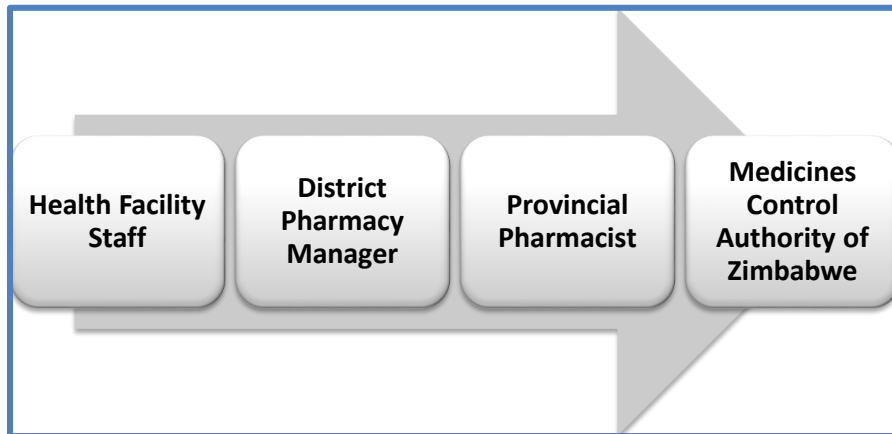 Health Facility
Staff
District
Pharmacy
Manager
Provincial
Pharmacist
Medicines
Control
Authority of
Zimbabwe